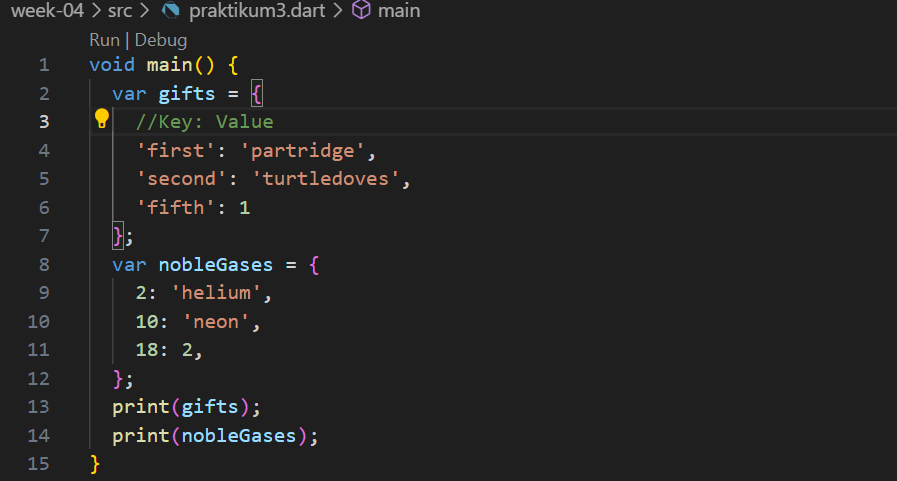 week-04 > src > praktikum3.dart > main
Run | Debug
1 void main() {
2 var gifts = {
3 //Key: Value
4 'first': 'partridge',
5 'second': 'turtledoves',
6 'fifth': 1
7 };
8 var nobleGases = {
9 2: 'helium',
10 10: 'neon',
11 18: 2,
12 };
13 print(gifts);
14 print(nobleGases);
15 }